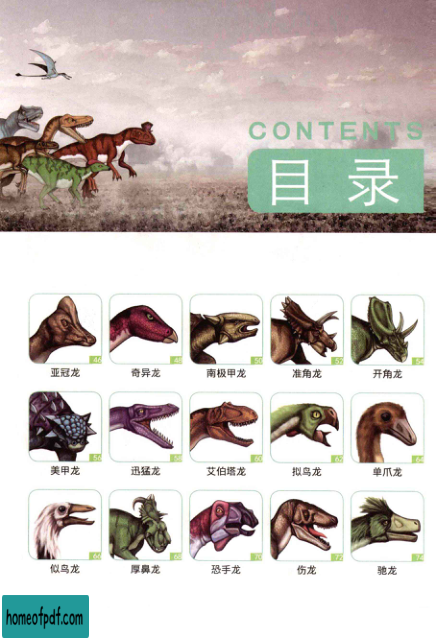 CONTENTS
目录
46 48 50 52 54
亚冠龙 奇异龙 南极甲龙 准角龙 开角龙
56 58 60 62 64
美甲龙 迅猛龙 艾伯塔龙 拟鸟龙 单爪龙
66 68 70 72 74
似鸟龙 厚鼻龙 恐手龙 伤龙 驰龙
homeofpdf.com